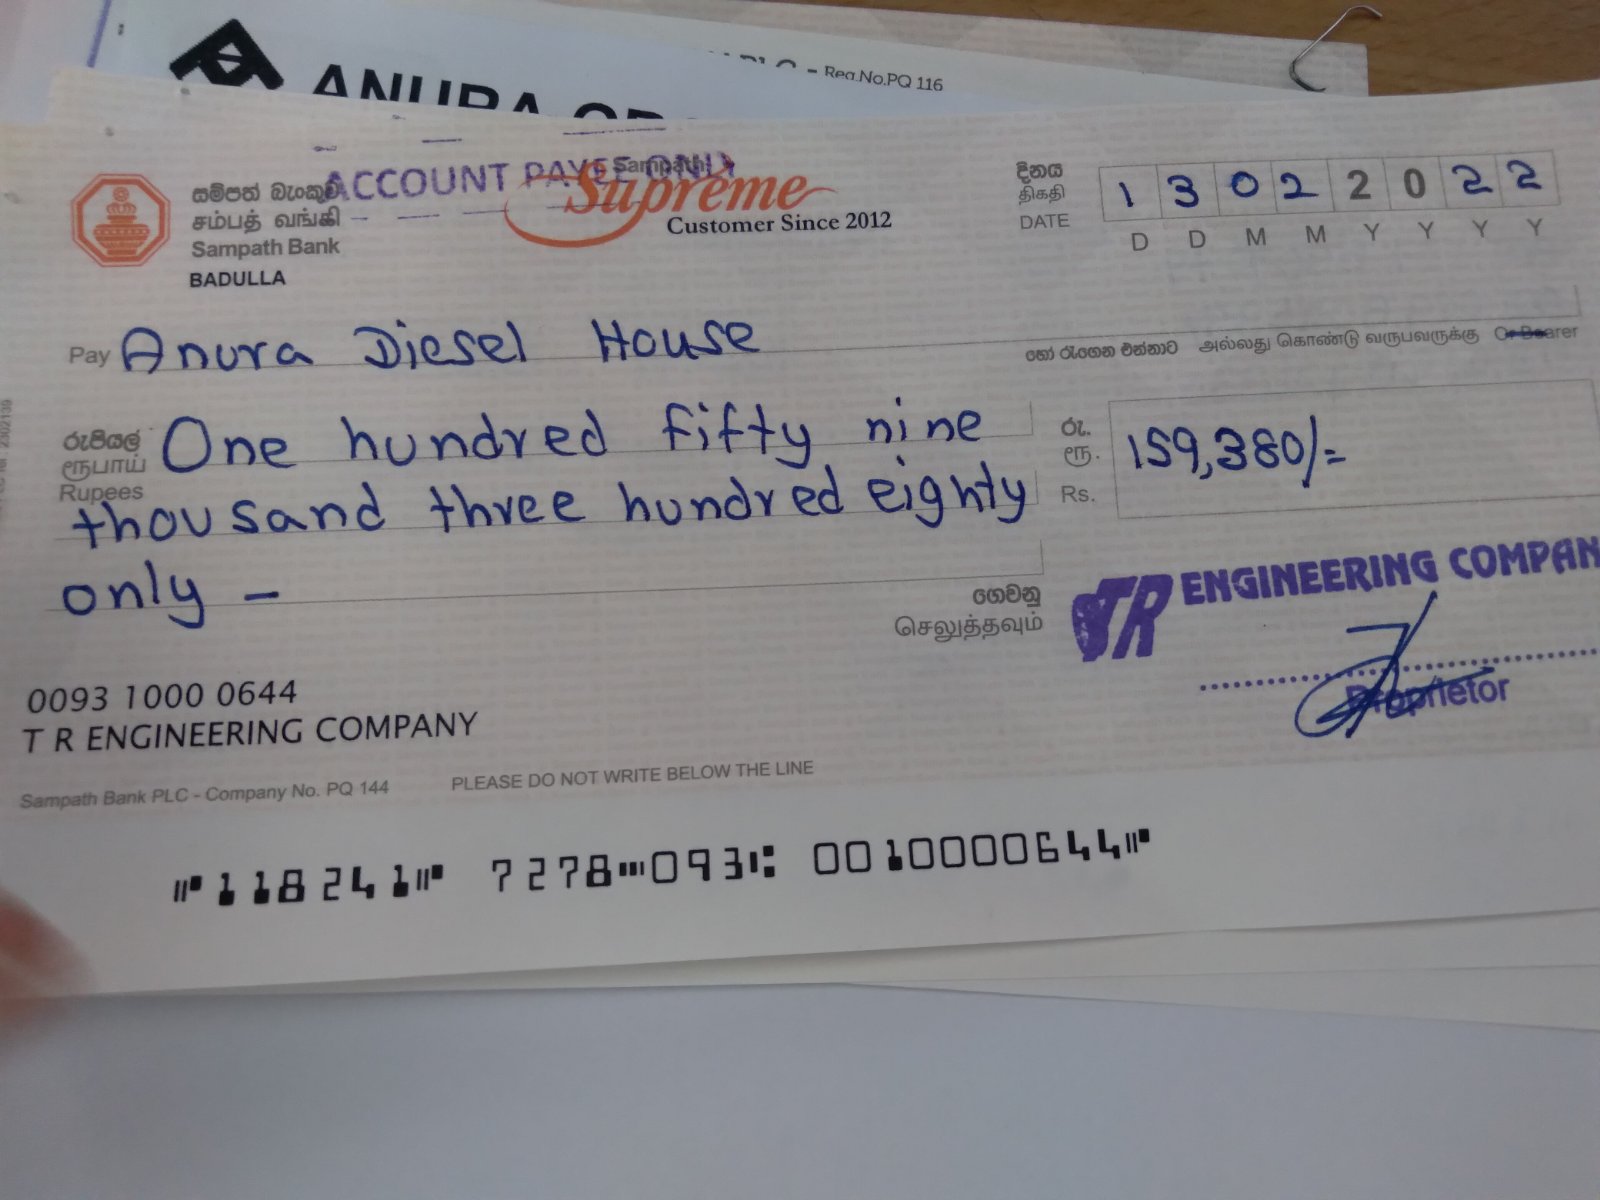 - Reg.No.PQ 116
ANURA
සම්පත් බැංකුව
சம்பத் வங்கி
Sampath Bank
BADULLA
ACCOUNT PAYEE ONLY
Sampath
Supreme
Customer Since 2012
දිනය
திகதி
DATE
1 3 0 2 2 0 2 2
D D M M Y Y Y Y
Pay Anura Diesel House
හෝ රැගෙන එන්නාට அல்லது கொண்டு வருபவருக்கு Or Bearer
රුපියල්
ரூபாய்
Rupees
One hundred fifty nine
thousand three hundred eighty
only -
රු.
ரூ.
Rs.
159,380/=
ගෙවනු
செலுத்தவும்
TR ENGINEERING COMPAN
Proprietor
0093 1000 0644
T R ENGINEERING COMPANY
Sampath Bank PLC - Company No. PQ 144 PLEASE DO NOT WRITE BELOW THE LINE
⑈118241⑈ 7278⑉093⑆ 0010000644⑈